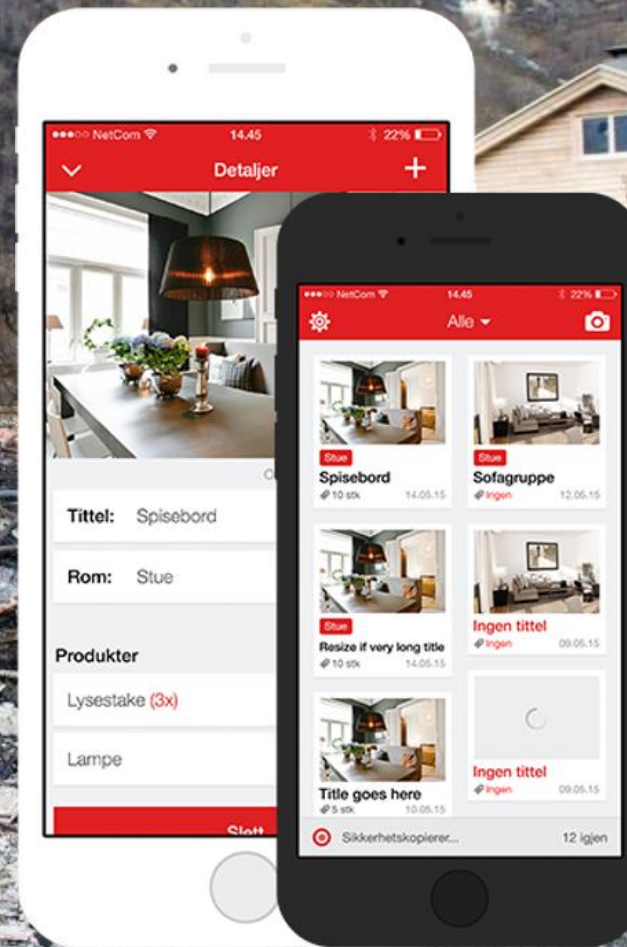 NetCom 14.45 22%
Detaljer
Tittel: Spisebord
Rom: Stue
Produkter
Lysestake (3x)
Lampe
Slett
NetCom 14.45 22%
Alle
Stue
Spisebord
10 stk 14.05.15
Stue
Sofagruppe
Ingen 12.05.15
Stue
Resize if very long title
10 stk 14.05.15
Ingen tittel
Ingen 09.05.15
Title goes here
5 stk 10.05.15
Ingen tittel
Ingen 09.05.15
Sikkerhetskopierer... 12 igjen